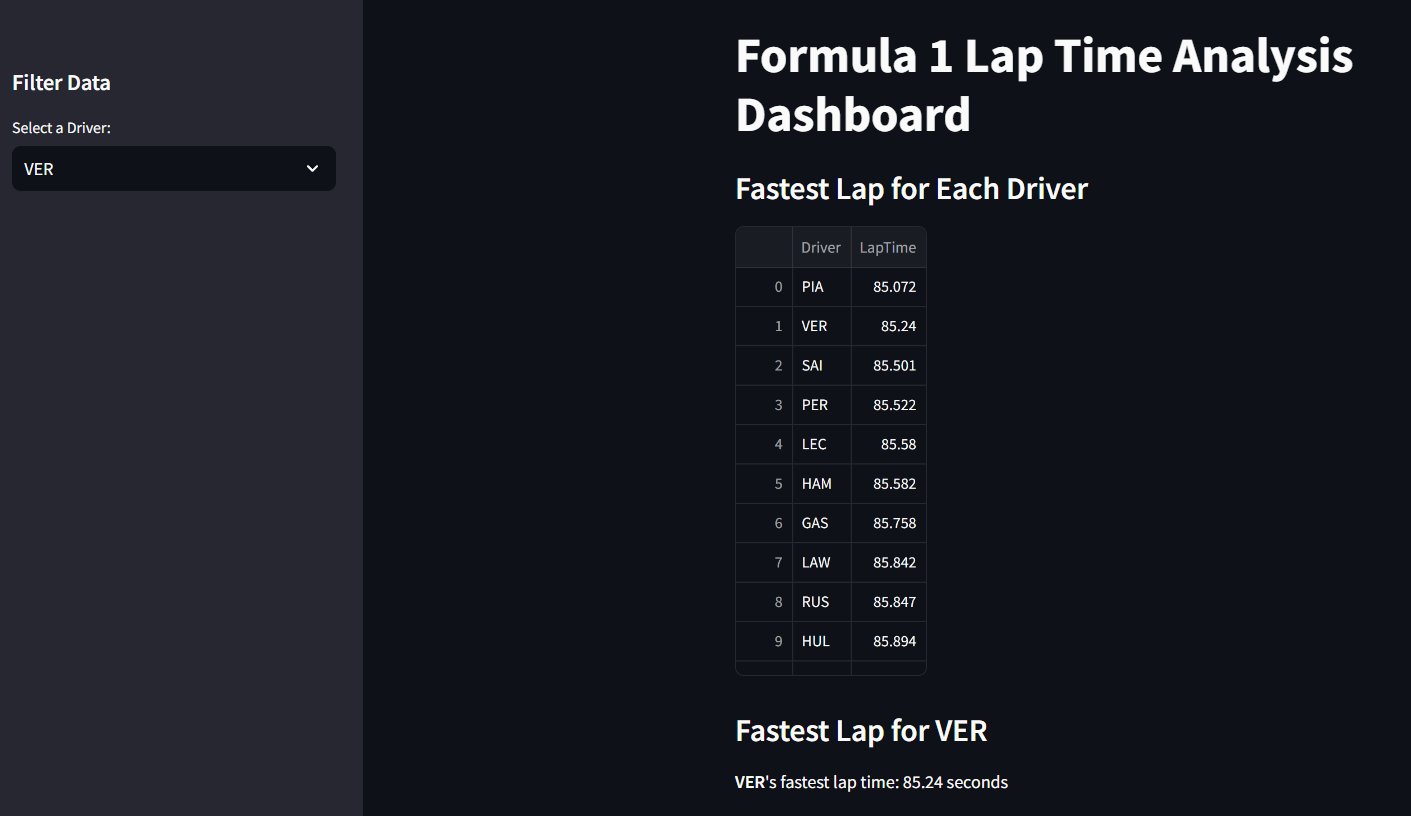 Filter Data
Select a Driver:
VER
Formula 1 Lap Time Analysis
Dashboard
Fastest Lap for Each Driver
Driver LapTime
0 PIA 85.072
1 VER 85.24
2 SAI 85.501
3 PER 85.522
4 LEC 85.58
5 HAM 85.582
6 GAS 85.758
7 LAW 85.842
8 RUS 85.847
9 HUL 85.894
Fastest Lap for VER
VER's fastest lap time: 85.24 seconds